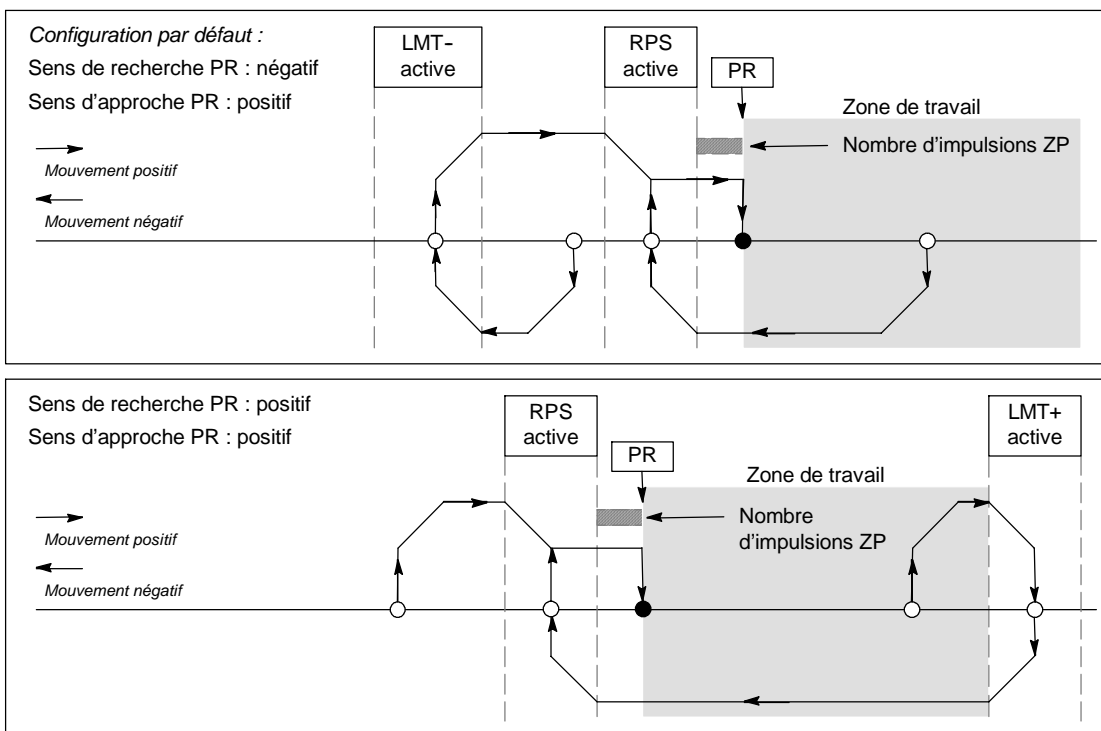 Configuration par défaut :
Sens de recherche PR : négatif
Sens d'approche PR : positif
LMT-
active
RPS
active
PR
Zone de travail
Nombre d'impulsions ZP
Mouvement positif
Mouvement négatif
Sens de recherche PR : positif
Sens d'approche PR : positif
RPS
active
LMT+
active
PR
Zone de travail
Nombre
d'impulsions ZP
Mouvement positif
Mouvement négatif